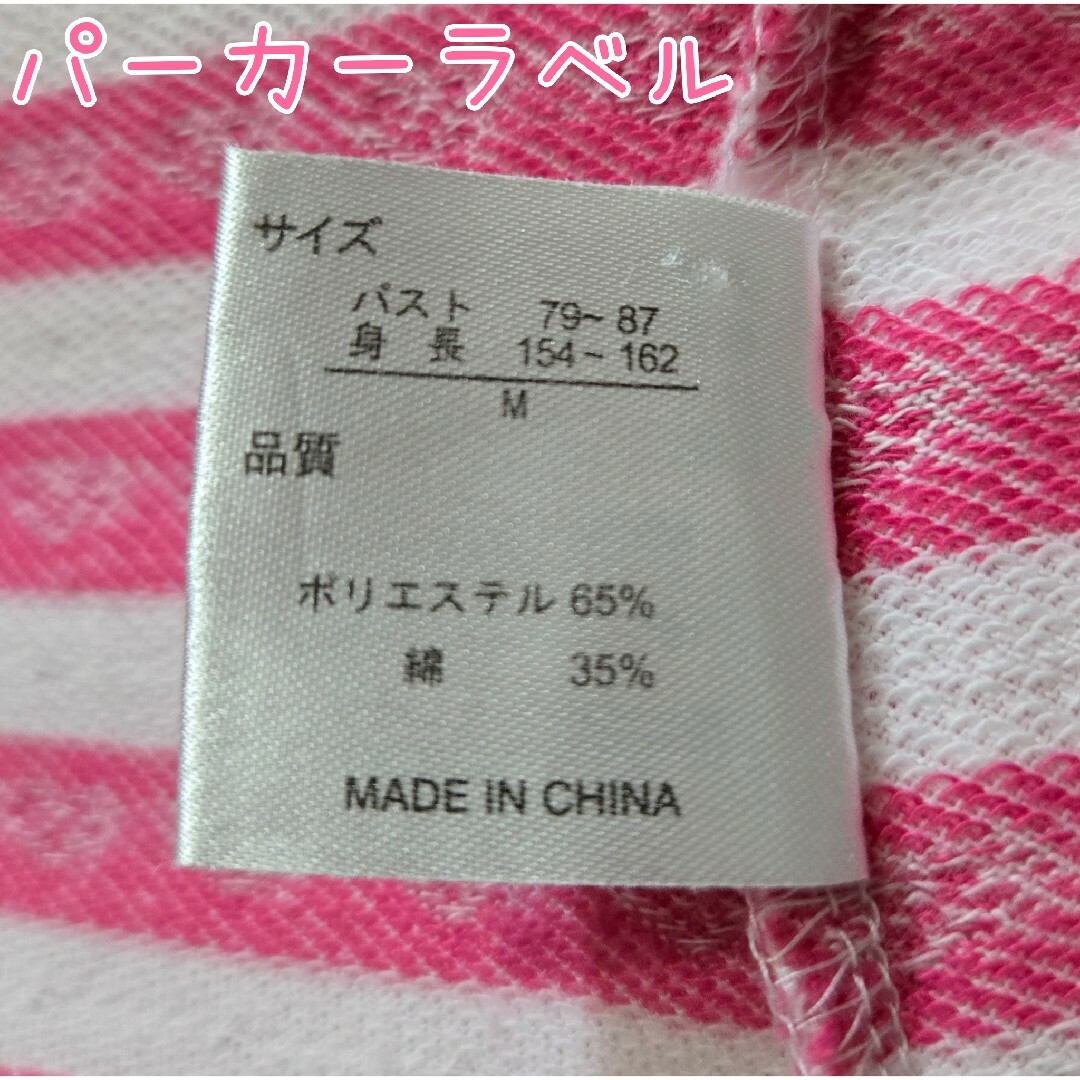 パーカーラベル
サイズ
バスト 79~87
身長 154~162
M
品質
ポリエステル 65%
綿 35%
MADE IN CHINA